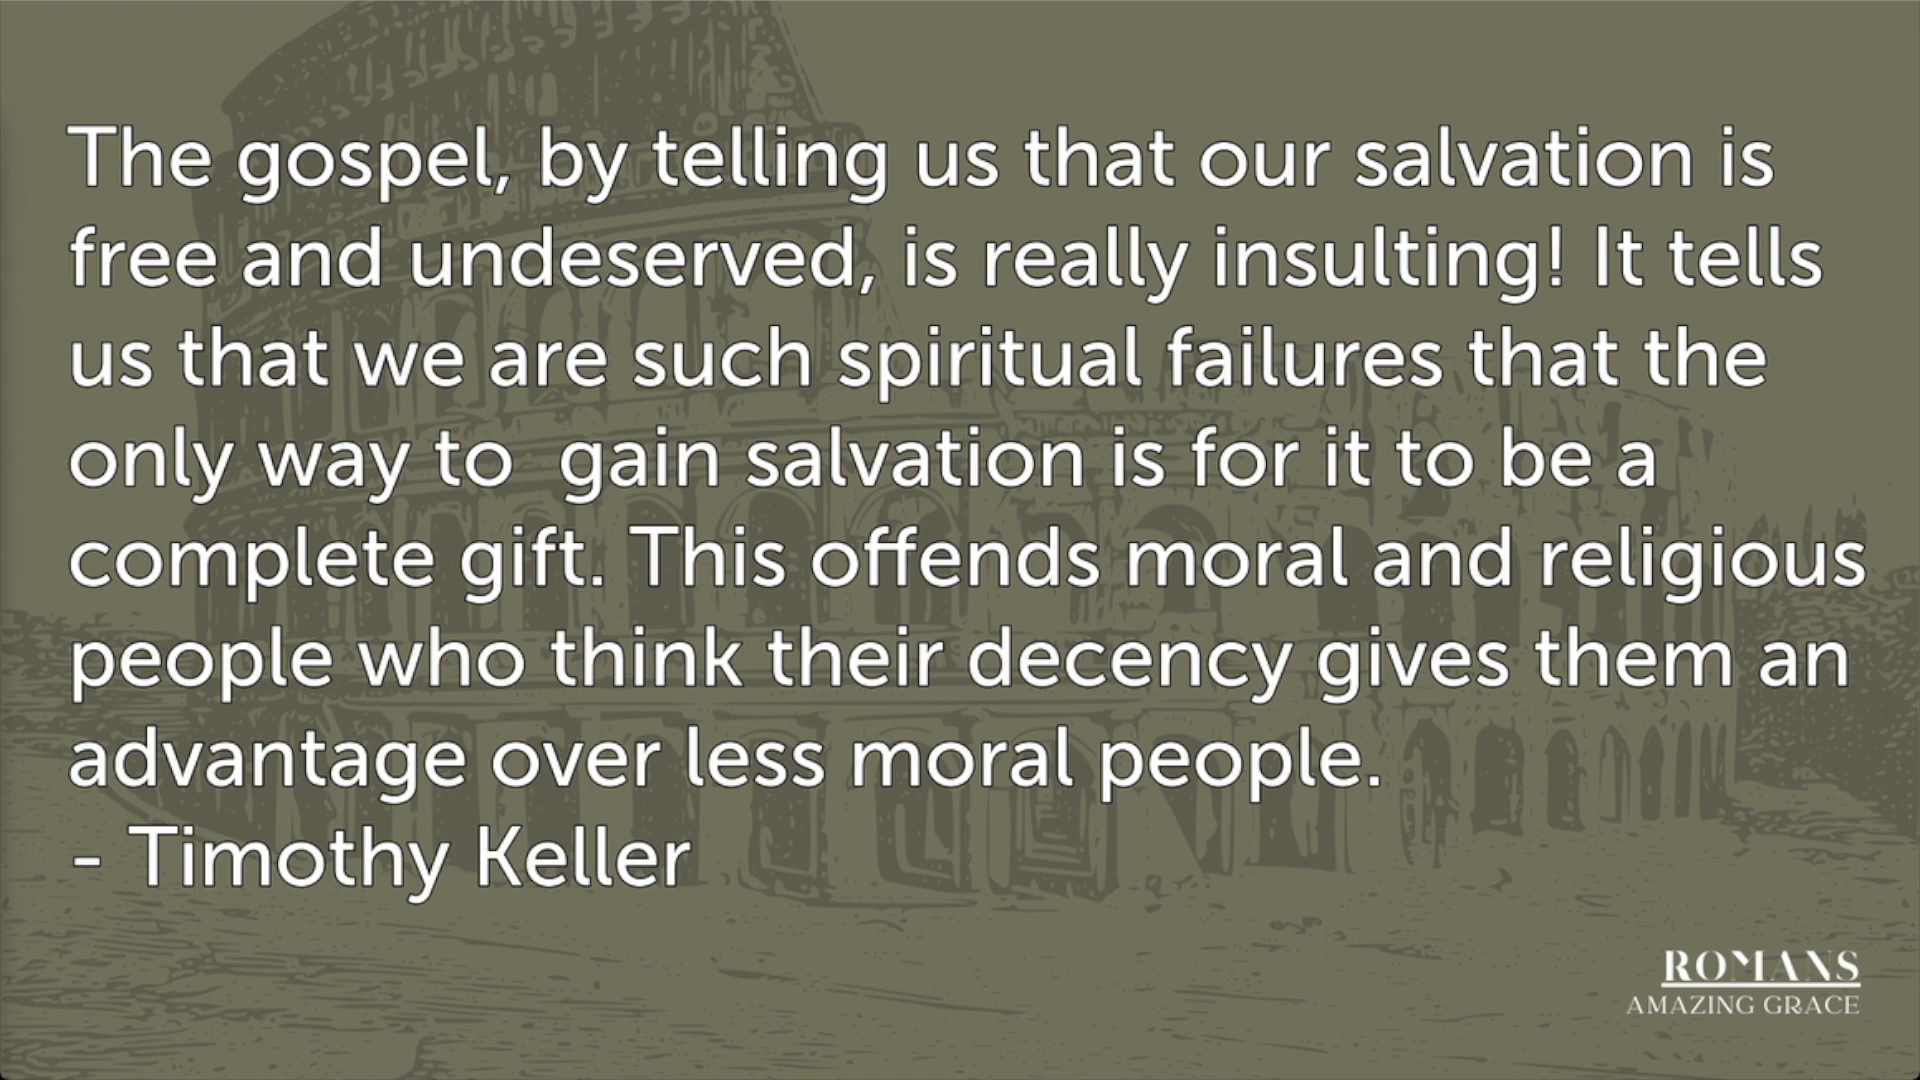 The gospel, by telling us that our salvation is
free and undeserved, is really insulting! It tells
us that we are such spiritual failures that the
only way to  gain salvation is for it to be a
complete gift. This offends moral and religious
people who think their decency gives them an
advantage over less moral people.
- Timothy Keller
ROMANS
AMAZING GRACE